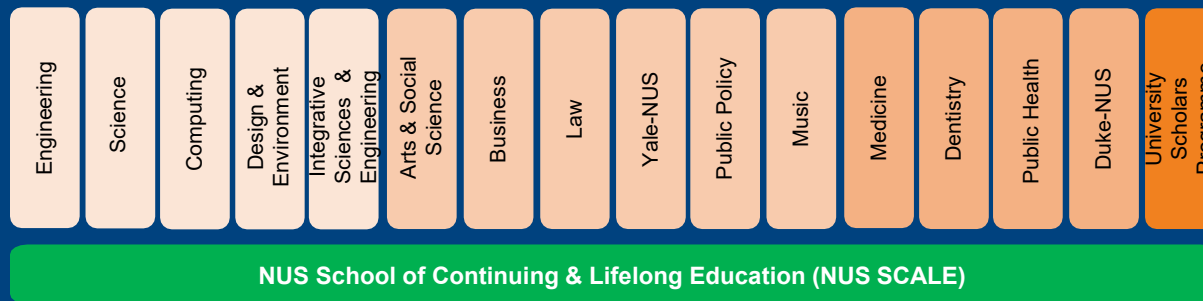 Engineering
Science
Computing
Design &
Environment
Integrative
Sciences &
Engineering
Arts & Social
Science
Business
Law
Yale-NUS
Public Policy
Music
Medicine
Dentistry
Public Health
Duke-NUS
University
Scholars
NUS School of Continuing & Lifelong Education (NUS SCALE)